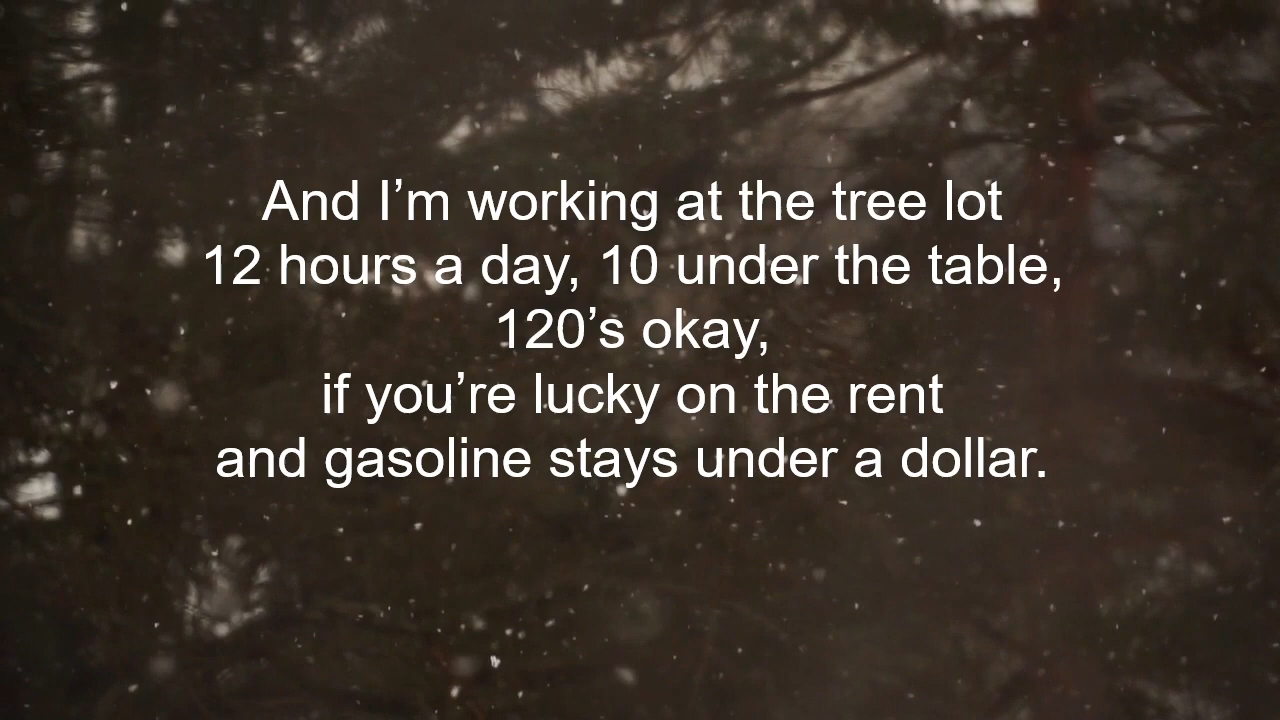 And I’m working at the tree lot
12 hours a day, 10 under the table,
120’s okay,
if you’re lucky on the rent
and gasoline stays under a dollar.